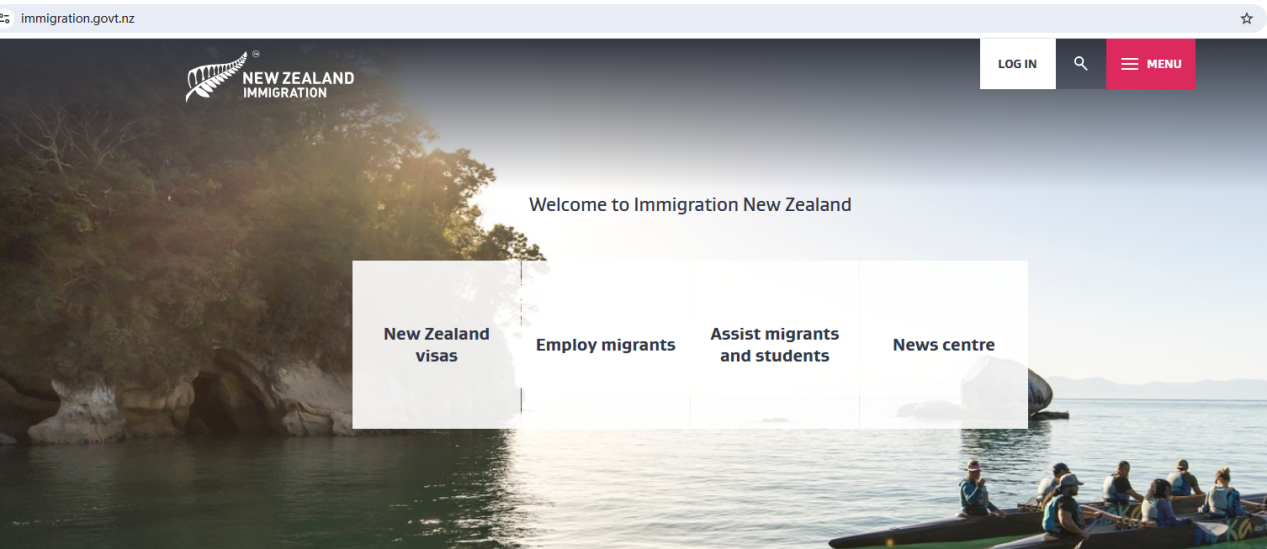 immigration.govt.nz
NEW ZEALAND
IMMIGRATION
LOG IN
MENU
Welcome to Immigration New Zealand
New Zealand
visas
Employ migrants
Assist migrants
and students
News centre